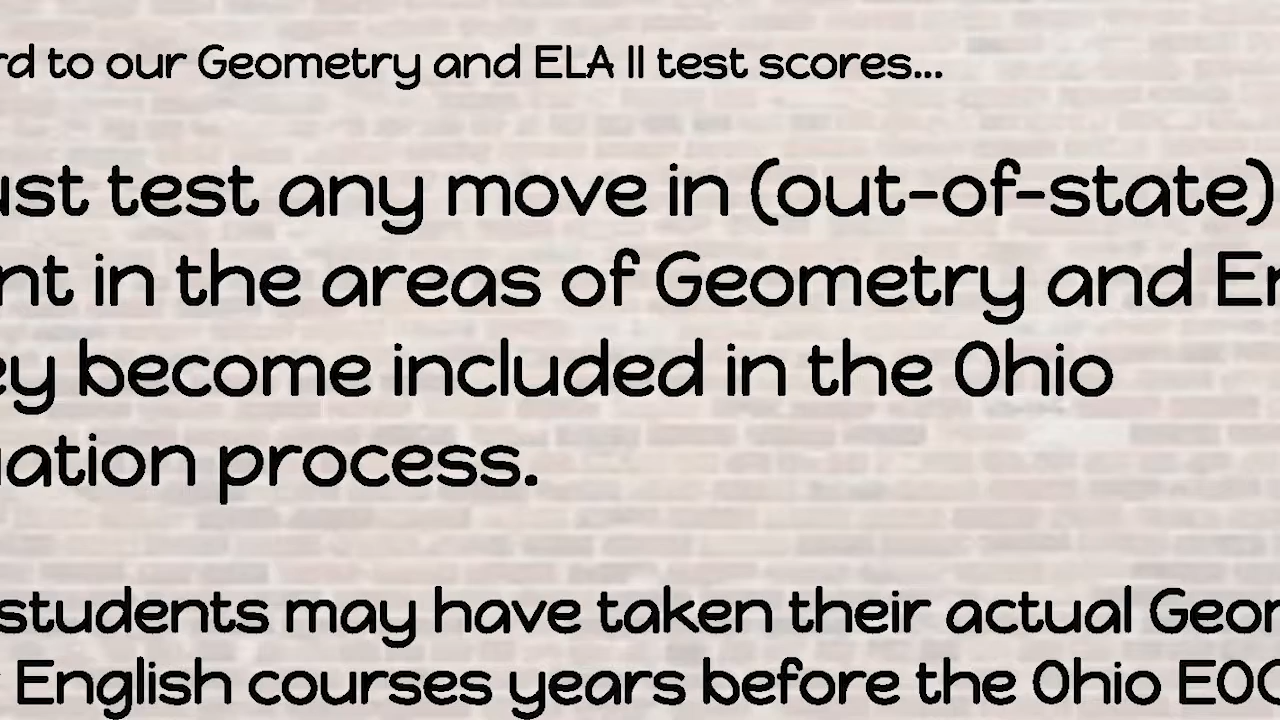 rd to our Geometry and ELA II test scores...
ust test any move in (out-of-state)
nt in the areas of Geometry and En
ey become included in the Ohio
uation process.
students may have taken their actual Geom
English courses years before the Ohio EOC